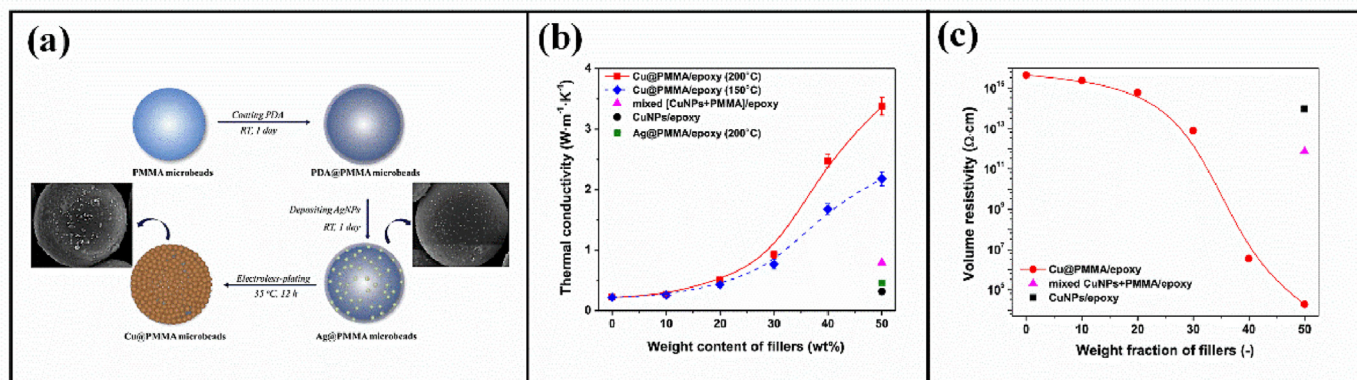 (a)
Coating PDA
RT, 1 day
PMMA microbeads
PDA@PMMA microbeads
Depositing AgNPs
RT, 1 day
Electroless-plating
35 °C, 12 h
Cu@PMMA microbeads
Ag@PMMA microbeads
(b)
Thermal conductivity (W·m⁻¹·K⁻¹)
4
3
2
1
0
Cu@PMMA/epoxy (200°C)
Cu@PMMA/epoxy (150°C)
mixed [CuNPs+PMMA]/epoxy
CuNPs/epoxy
Ag@PMMA/epoxy (200°C)
0 10 20 30 40 50
Weight content of fillers (wt%)
(c)
Volume resistivity (Ω·cm)
10¹⁵
10¹³
10¹¹
10⁹
10⁷
10⁵
Cu@PMMA/epoxy
mixed CuNPs+PMMA/epoxy
CuNPs/epoxy
0 10 20 30 40 50
Weight fraction of fillers (-)